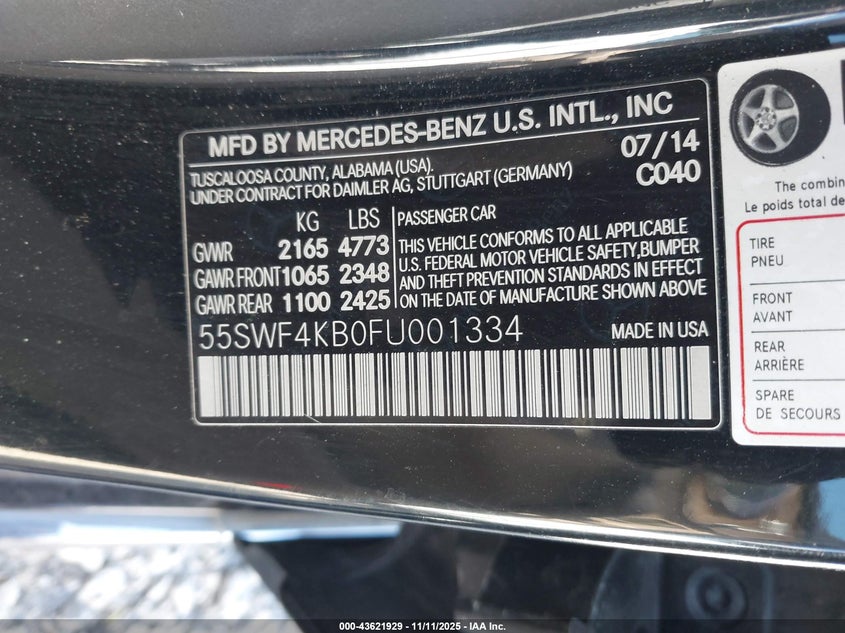 MFD BY MERCEDES-BENZ U.S. INTL., INC
TUSCALOOSA COUNTY, ALABAMA (USA).
UNDER CONTRACT FOR DAIMLER AG, STUTTGART (GERMANY)
07/14
C040
KG LBS
GVWR 2165 4773
GAWR FRONT 1065 2348
GAWR REAR 1100 2425
PASSENGER CAR
THIS VEHICLE CONFORMS TO ALL APPLICABLE
U.S. FEDERAL MOTOR VEHICLE SAFETY, BUMPER
AND THEFT PREVENTION STANDARDS IN EFFECT
ON THE DATE OF MANUFACTURE SHOWN ABOVE
55SWF4KB0FU001334
MADE IN USA
The combin
Le poids total de
TIRE
PNEU
FRONT
AVANT
REAR
ARRIÈRE
SPARE
DE SECOURS
000-43621929 - 11/11/2025 - IAA Inc.